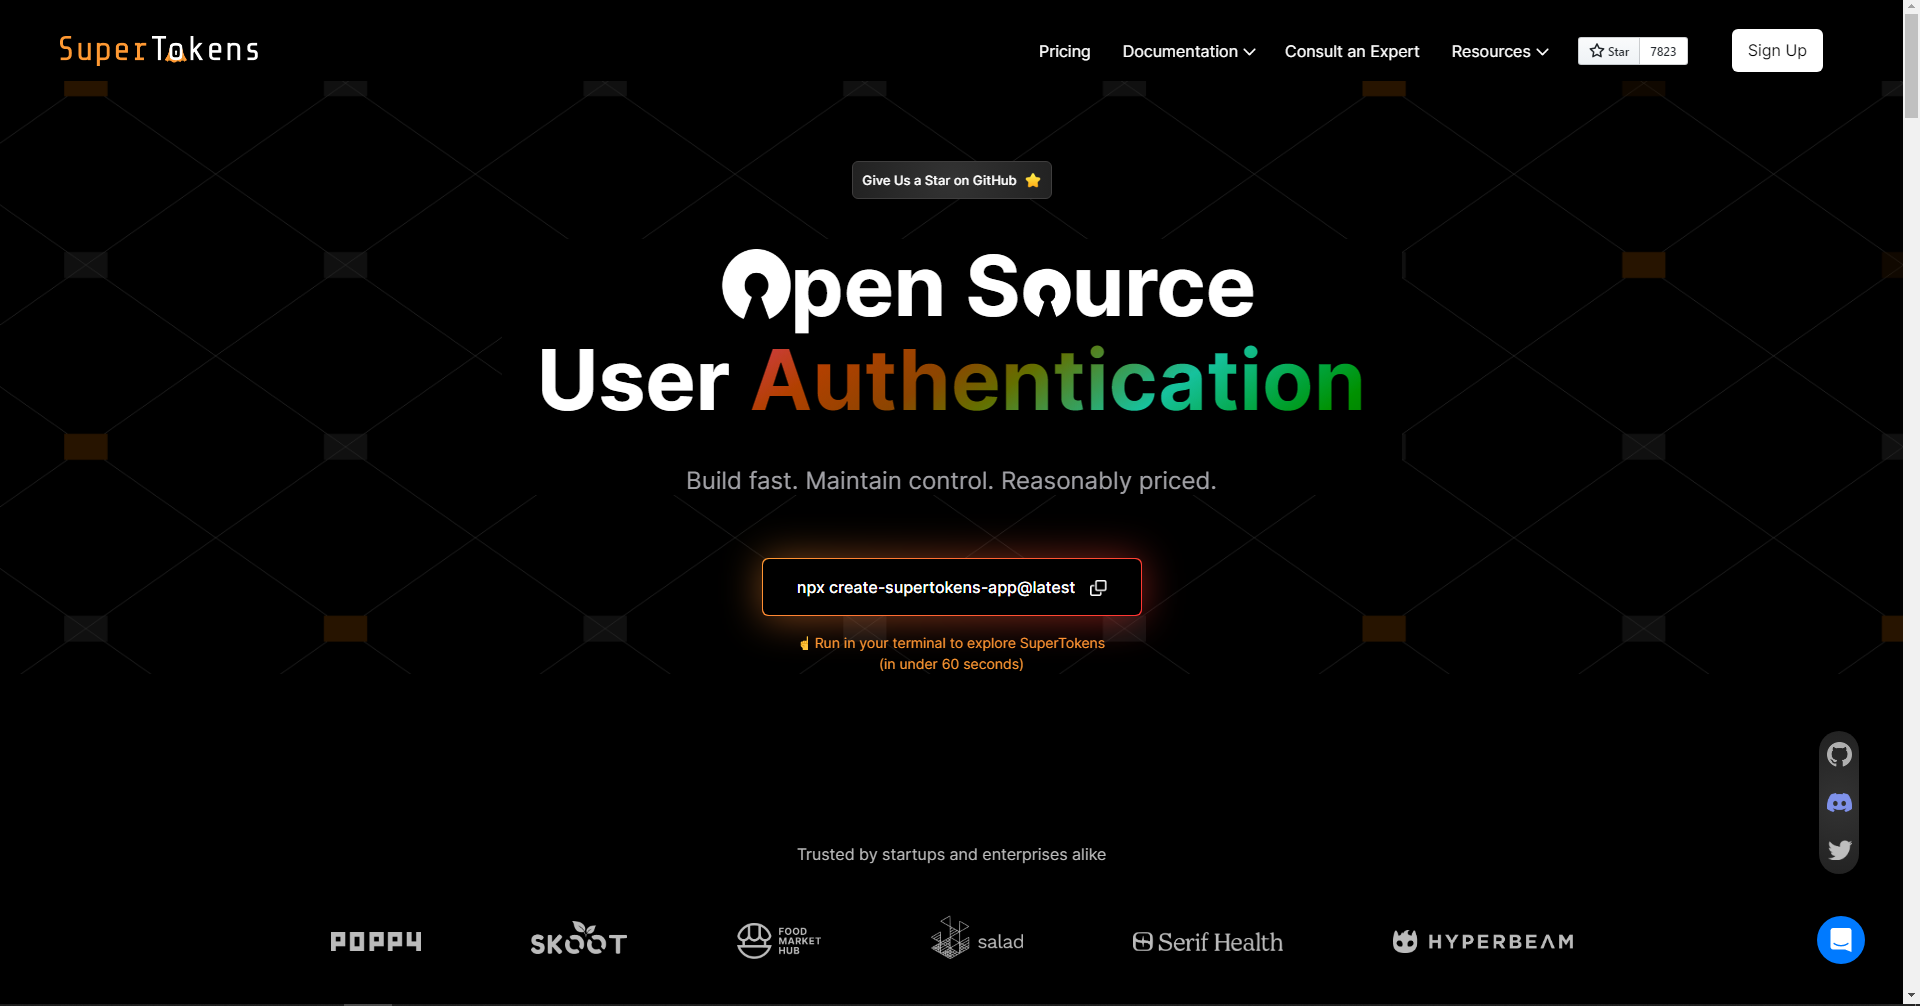 SuperTokens
Pricing
Documentation
Consult an Expert
Resources
Star
7823
Sign Up
Give Us a Star on GitHub ⭐
Open Source
User Authentication
Build fast. Maintain control. Reasonably priced.
npx create-supertokens-app@latest
☝ Run in your terminal to explore SuperTokens
(in under 60 seconds)
Trusted by startups and enterprises alike
POPPY
SKOOT
FOOD
MARKET
HUB
salad
Serif Health
HYPERBEAM